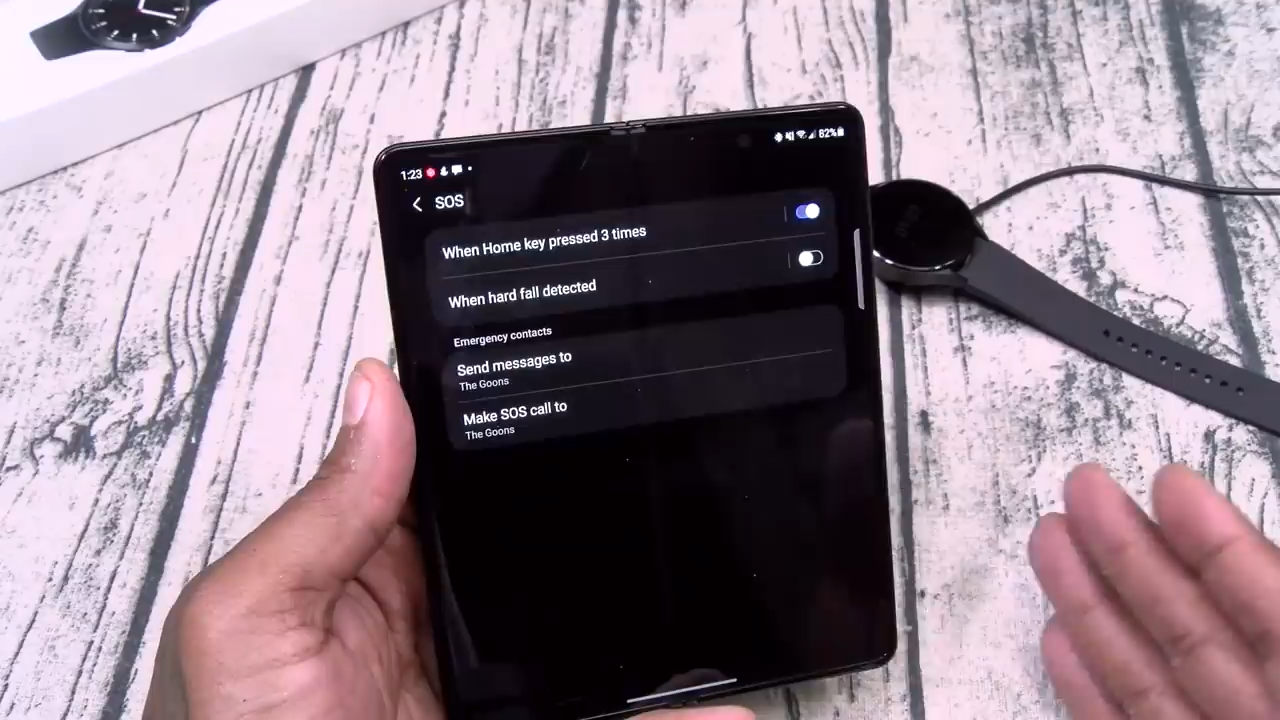 1:23
82%
SOS
When Home key pressed 3 times
When hard fall detected
Emergency contacts
Send messages to
The Goons
Make SOS call to
The Goons